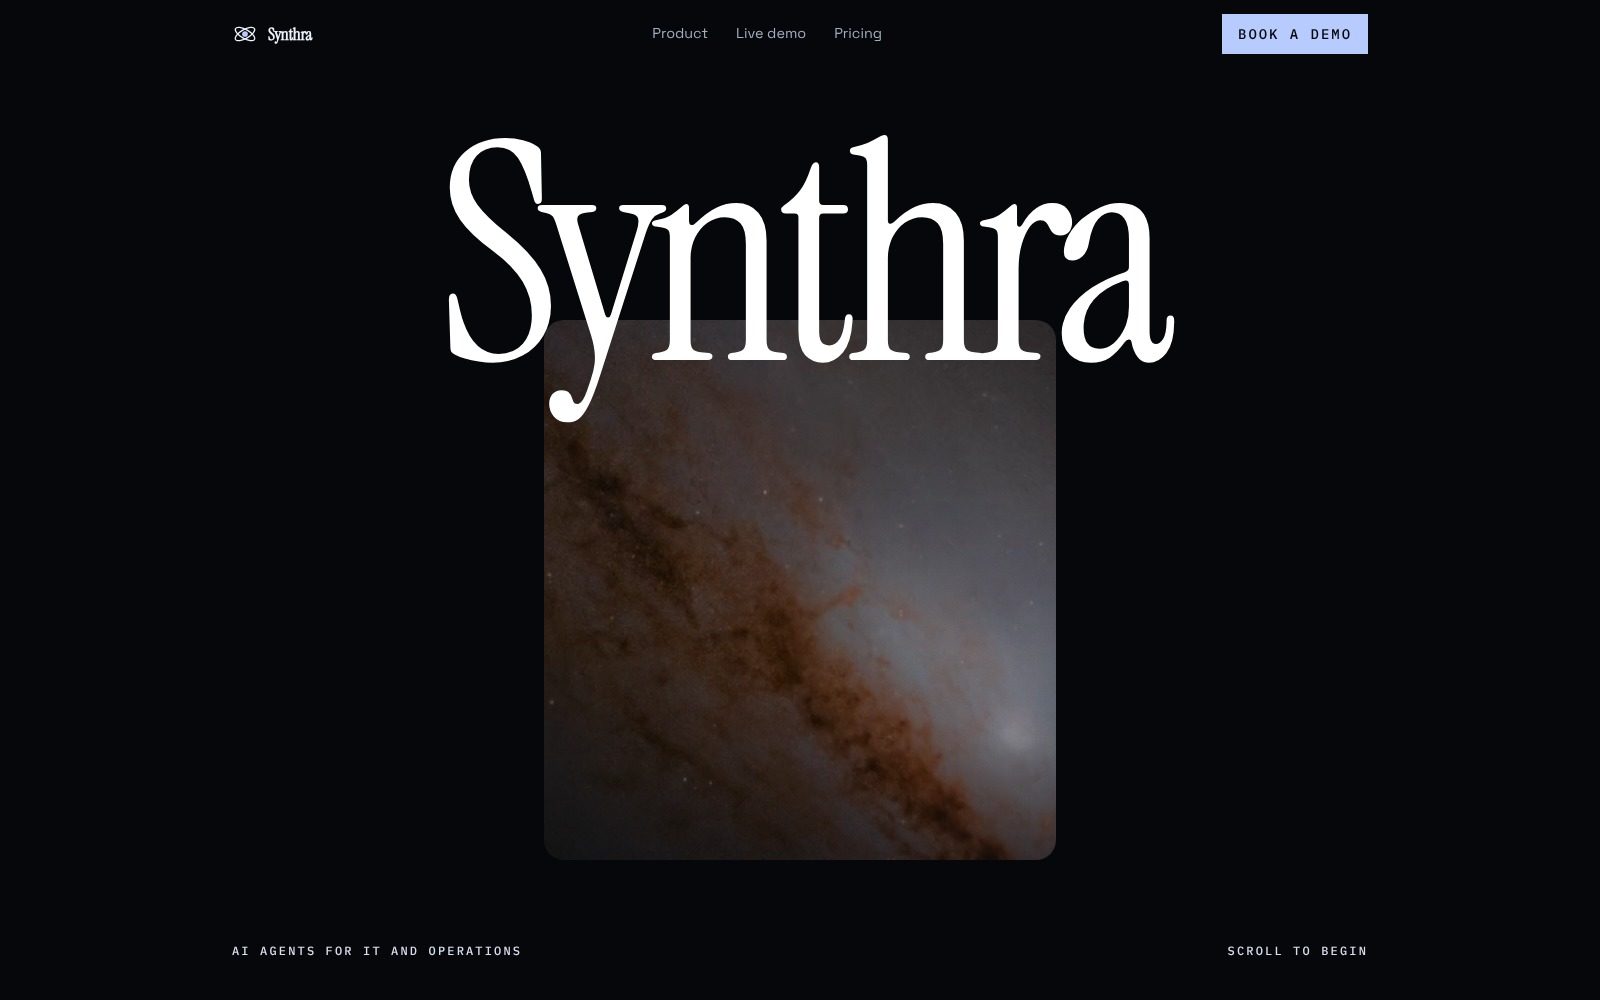 Synthra
Product
Live demo
Pricing
BOOK A DEMO
Synthra
AI AGENTS FOR IT AND OPERATIONS
SCROLL TO BEGIN